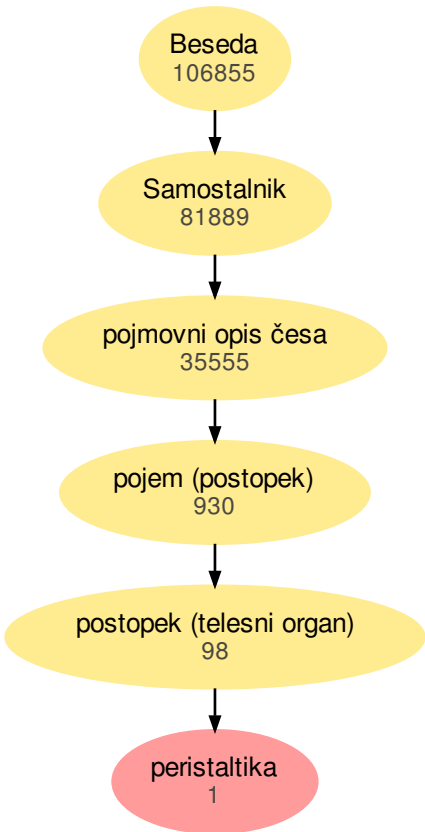 Beseda
106855
Samostalnik
81889
pojmovni opis česa
35555
pojem (postopek)
930
postopek (telesni organ)
98
peristaltika
1